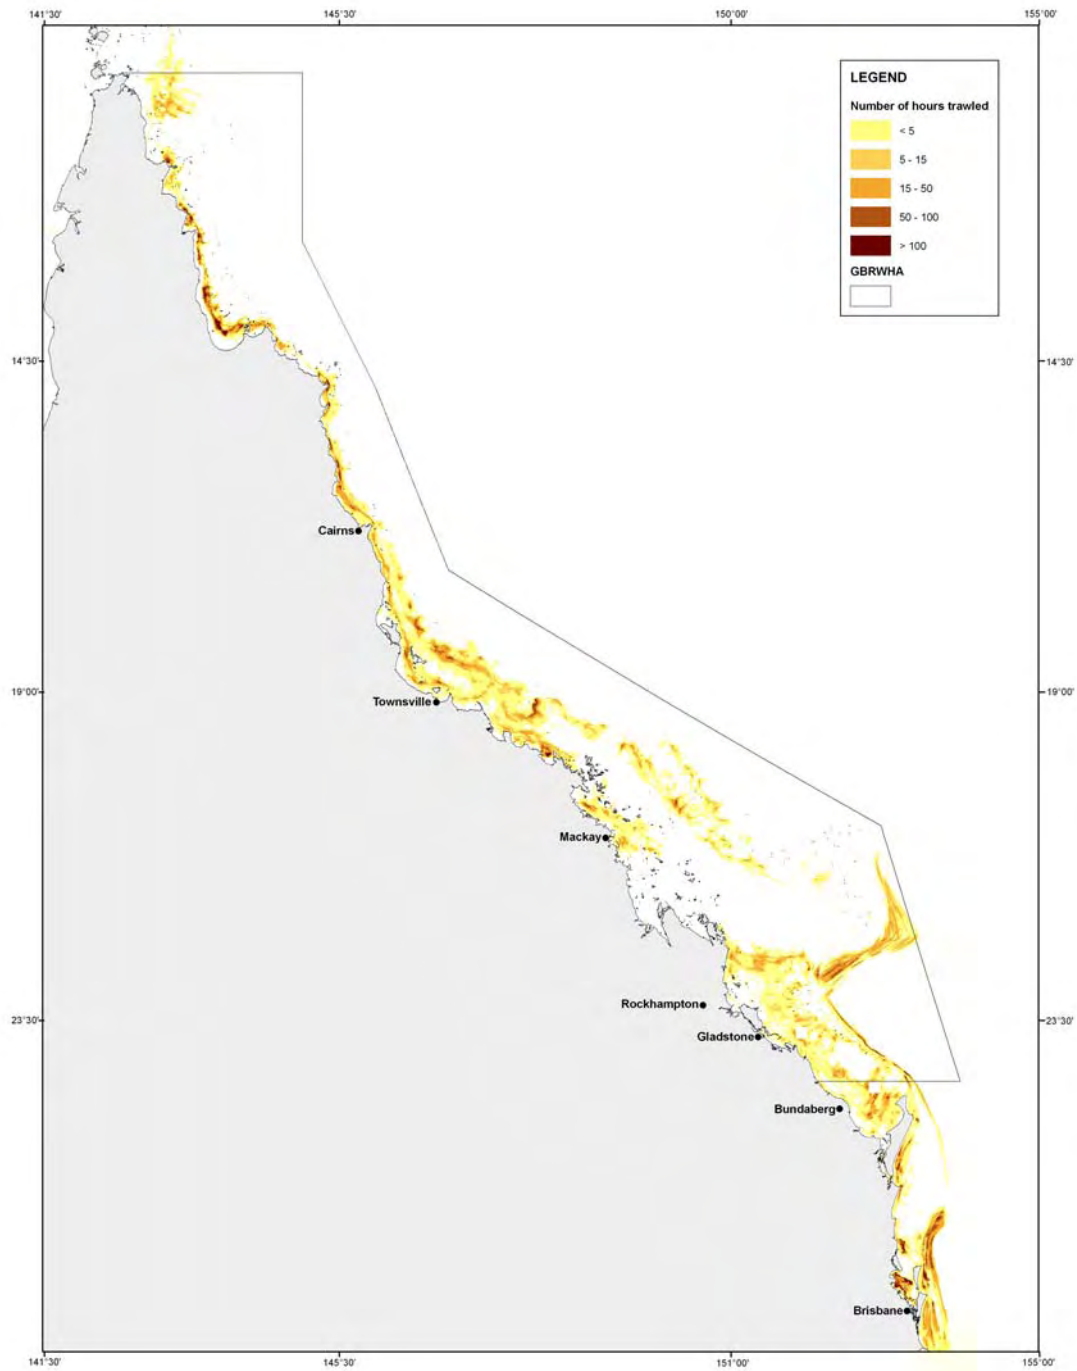 141°30' 145°30' 151°00' 155°00'
LEGEND
Number of hours trawled
< 5
5 - 15
15 - 50
50 - 100
> 100
GBRWHA
14°30' 14°30'
Cairns
19°00' 19°00'
Townsville
Mackay
Rockhampton
23°30' 23°30'
Gladstone
Bundaberg
Brisbane
141°30' 145°30' 151°00' 155°00'